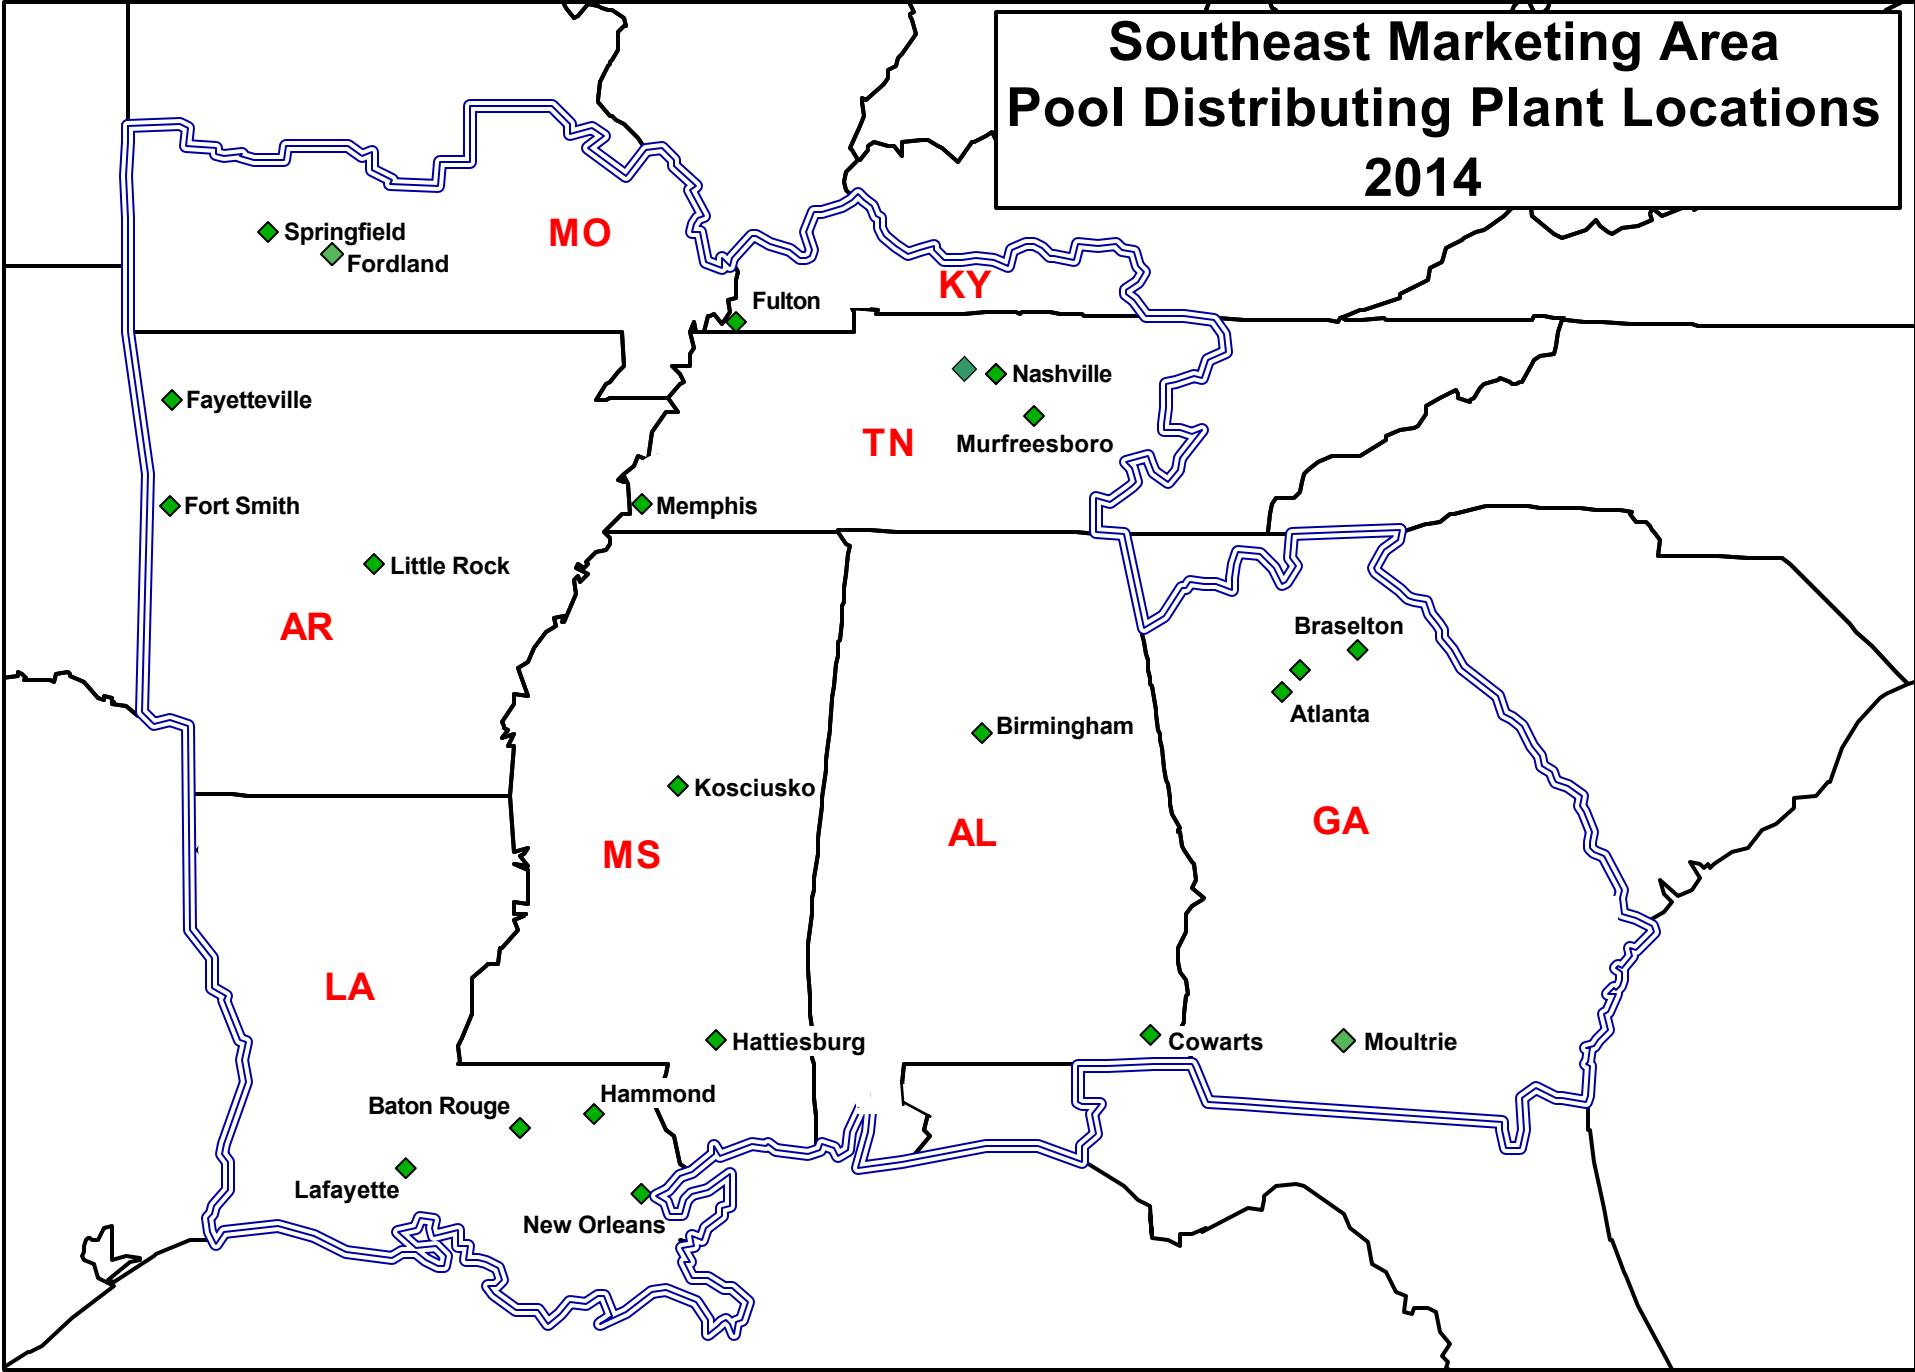 Southeast Marketing Area
Pool Distributing Plant Locations
2014
Springfield
MO
Fordland
KY
Fulton
Nashville
Fayetteville
TN
Murfreesboro
Fort Smith
Memphis
Little Rock
AR
Braselton
Atlanta
Birmingham
Kosciusko
GA
AL
MS
LA
Hattiesburg
Cowarts
Moultrie
Hammond
Baton Rouge
Lafayette
New Orleans